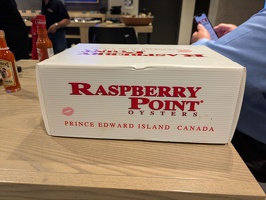 RASPBERRY
POINT
OYSTERS
PRINCE EDWARD ISLAND CANADA